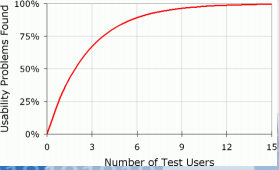 Usability Problems Found
100%
75%
50%
25%
0%
0 3 6 9 12 15
Number of Test Users